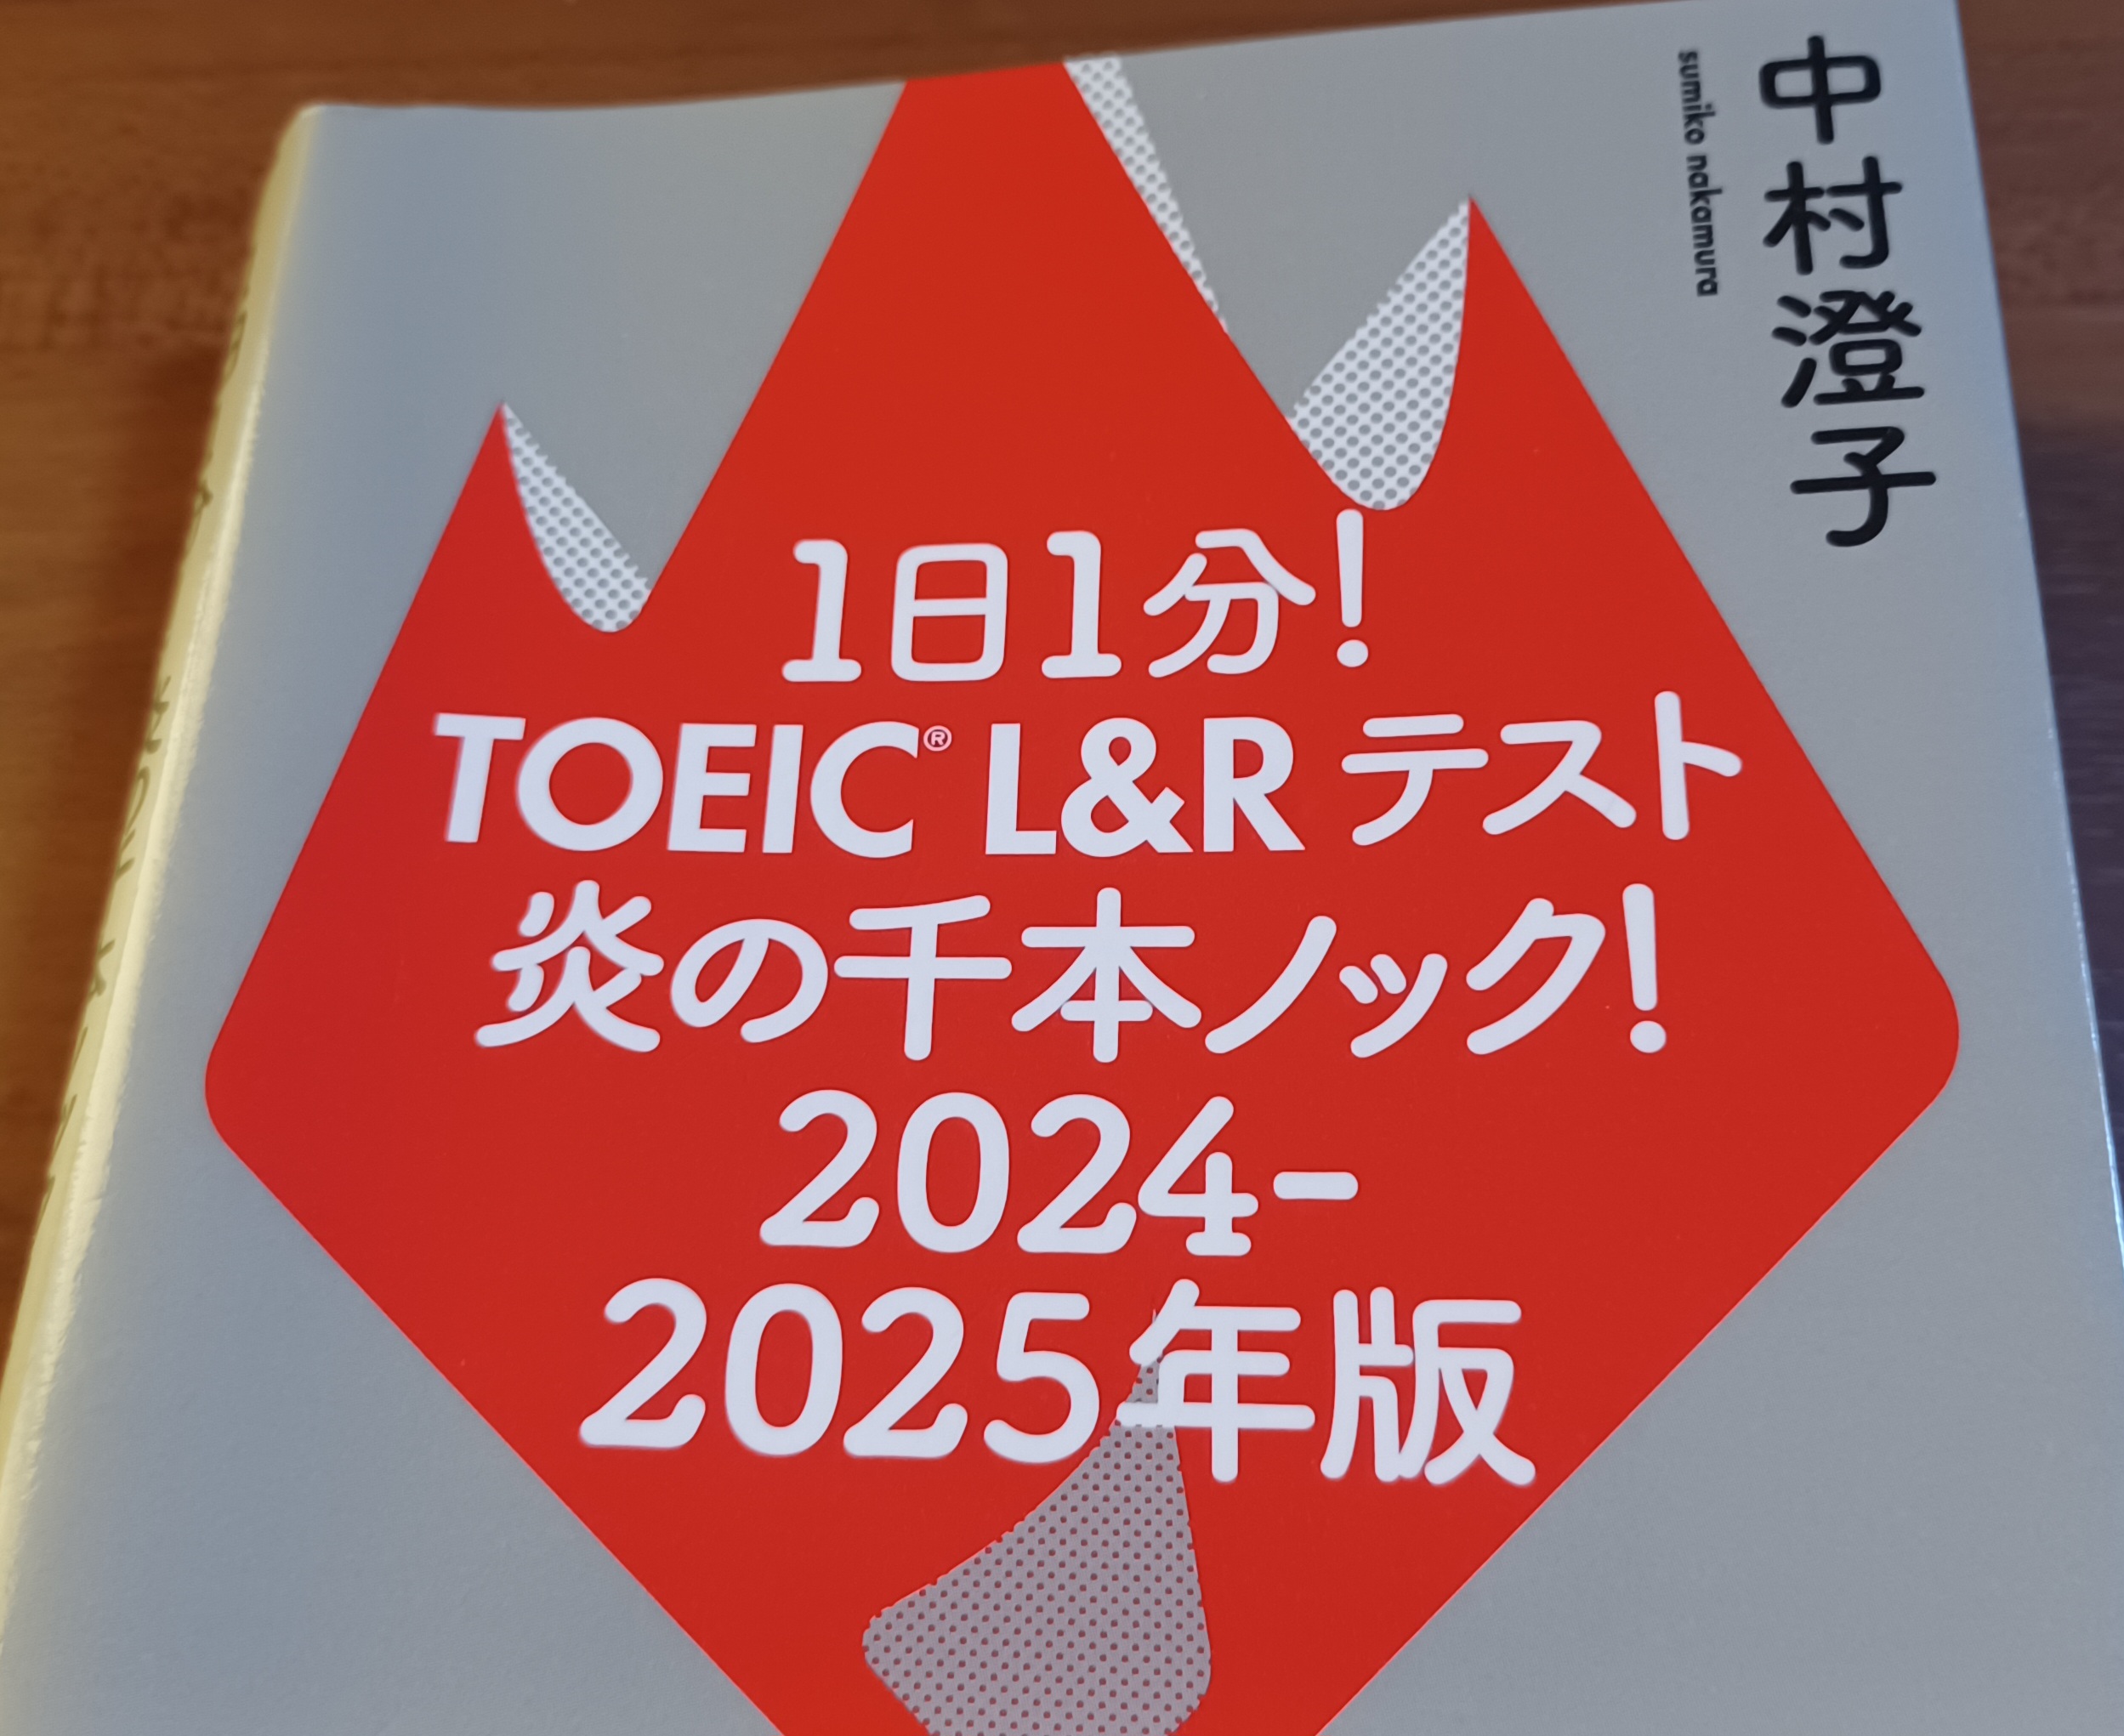 中村澄子
sumiko nakamura
1日1分!
TOEIC® L&R テスト
炎の千本ノック!
2024-
2025年版